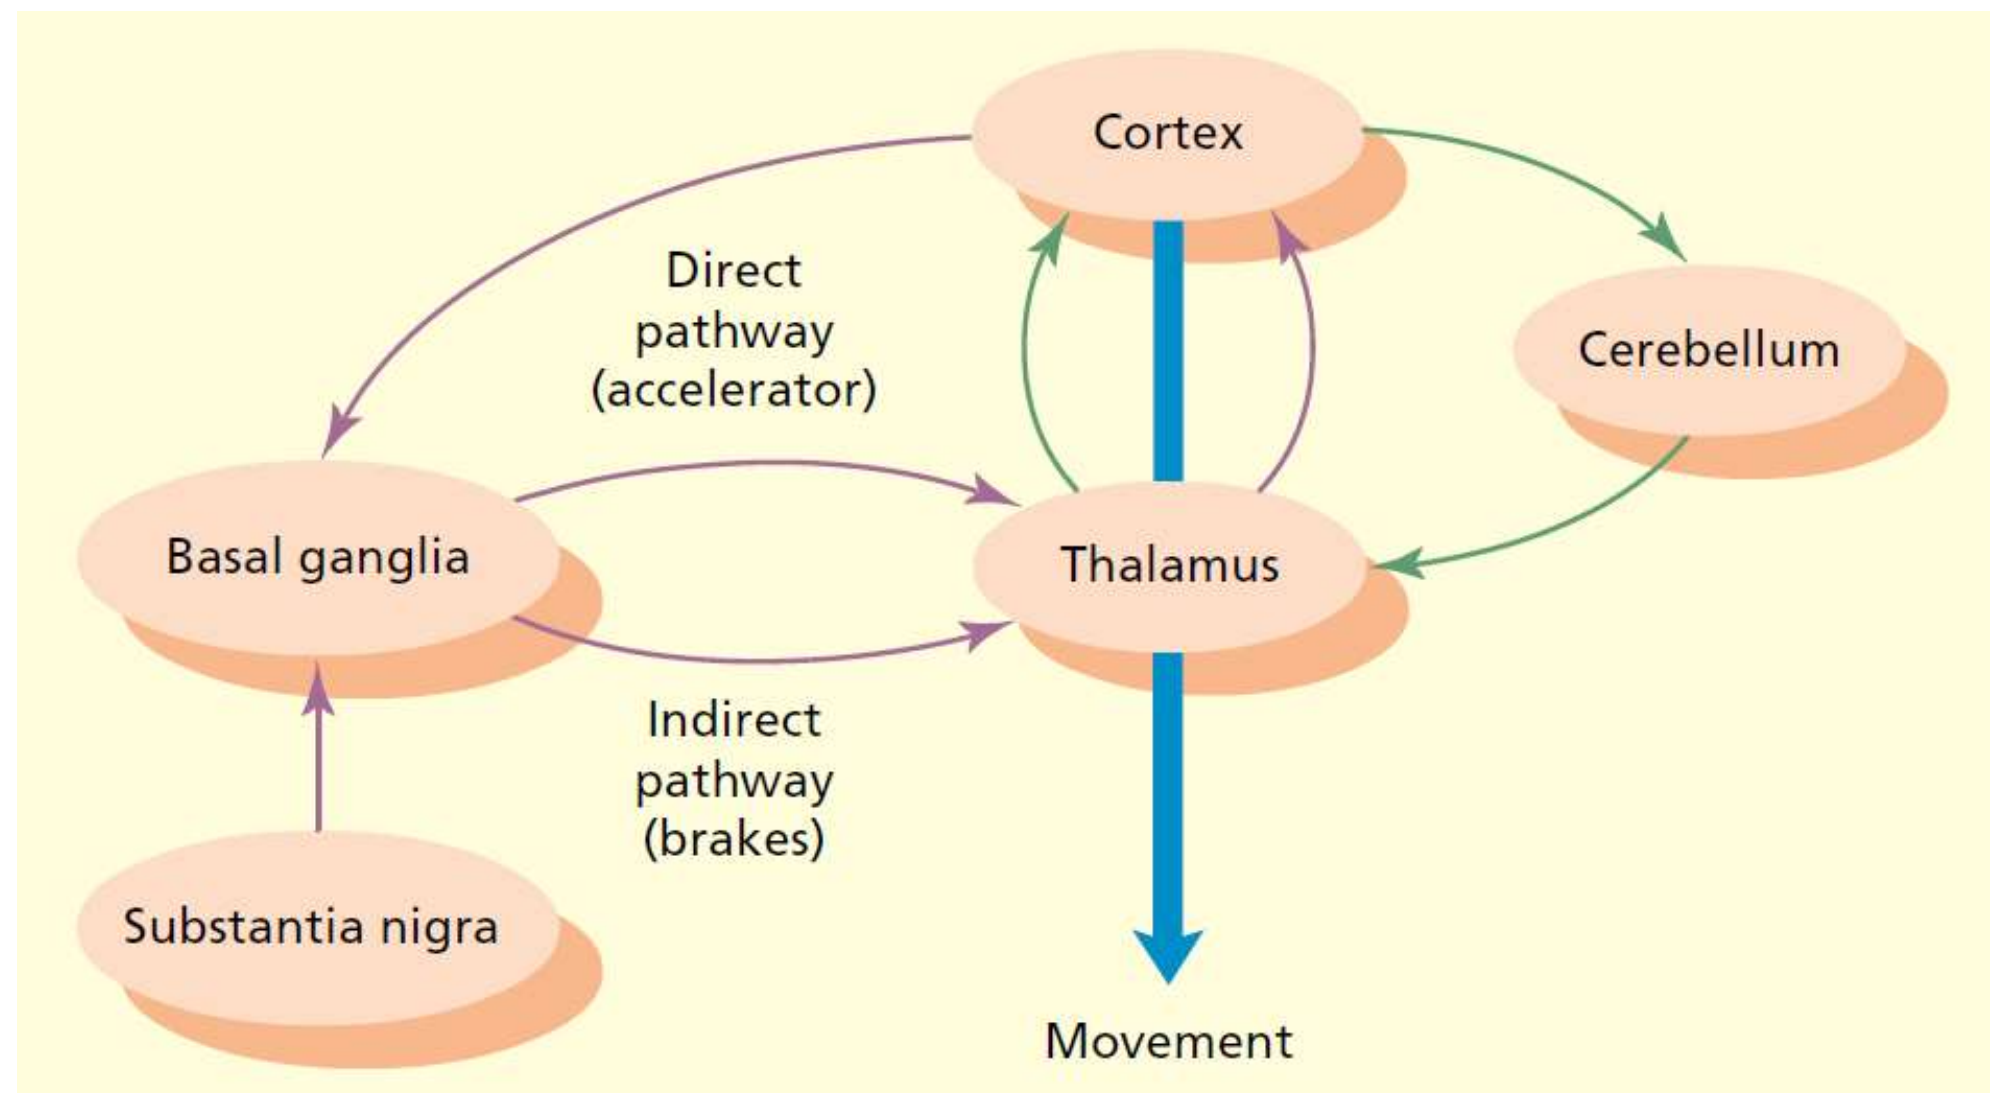 Cortex
Direct
pathway
(accelerator)
Cerebellum
Basal ganglia
Thalamus
Indirect
pathway
(brakes)
Substantia nigra
Movement